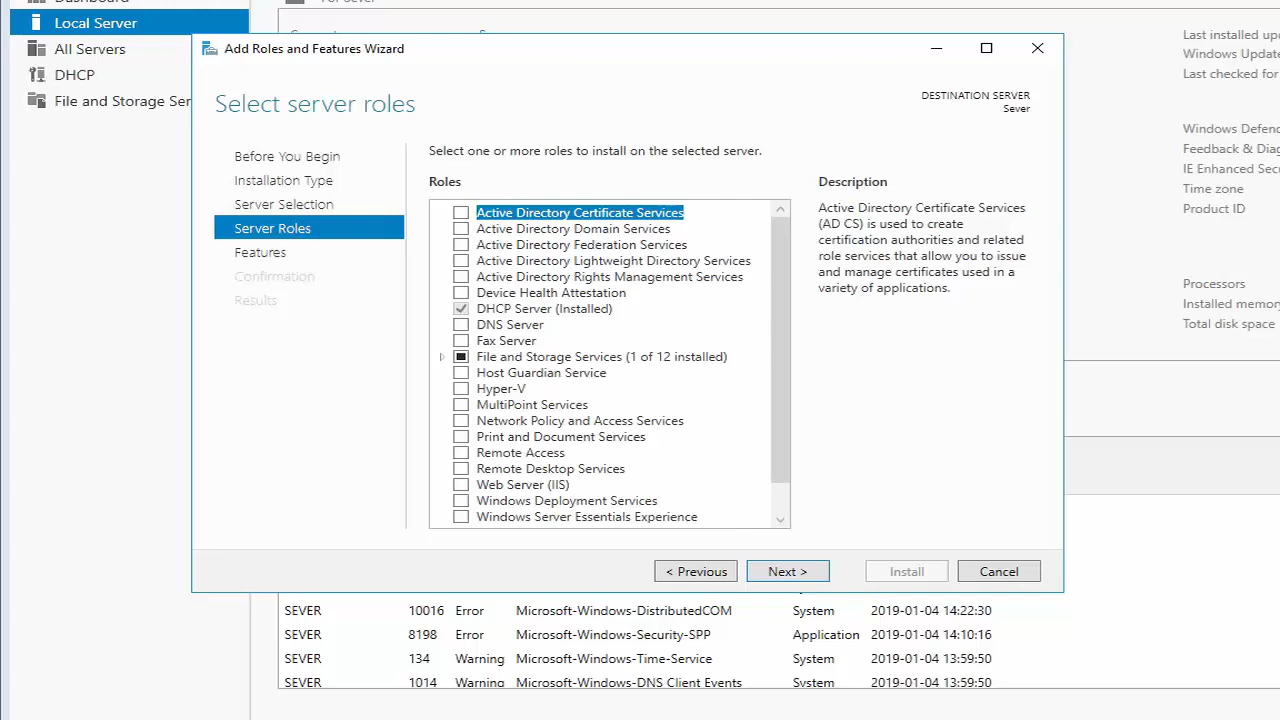 Dashboard
Local Server
All Servers
DHCP
File and Storage Ser
Last installed up
Windows Update
Last checked for
Windows Defend
Feedback & Diag
IE Enhanced Secu
Time zone
Product ID
Processors
Installed memory
Total disk space
Add Roles and Features Wizard
Select server roles
DESTINATION SERVER
Sever
Before You Begin
Installation Type
Server Selection
Server Roles
Features
Confirmation
Results
Select one or more roles to install on the selected server.
Roles
Active Directory Certificate Services
Active Directory Domain Services
Active Directory Federation Services
Active Directory Lightweight Directory Services
Active Directory Rights Management Services
Device Health Attestation
DHCP Server (Installed)
DNS Server
Fax Server
File and Storage Services (1 of 12 installed)
Host Guardian Service
Hyper-V
MultiPoint Services
Network Policy and Access Services
Print and Document Services
Remote Access
Remote Desktop Services
Web Server (IIS)
Windows Deployment Services
Windows Server Essentials Experience
Description
Active Directory Certificate Services
(AD CS) is used to create
certification authorities and related
role services that allow you to issue
and manage certificates used in a
variety of applications.
< Previous
Next >
Install
Cancel
SEVER 10016 Error Microsoft-Windows-DistributedCOM System 2019-01-04 14:22:30
SEVER 8198 Error Microsoft-Windows-Security-SPP Application 2019-01-04 14:10:16
SEVER 134 Warning Microsoft-Windows-Time-Service System 2019-01-04 13:59:50
SEVER 1014 Warning Microsoft-Windows-DNS Client Events System 2019-01-04 13:59:50